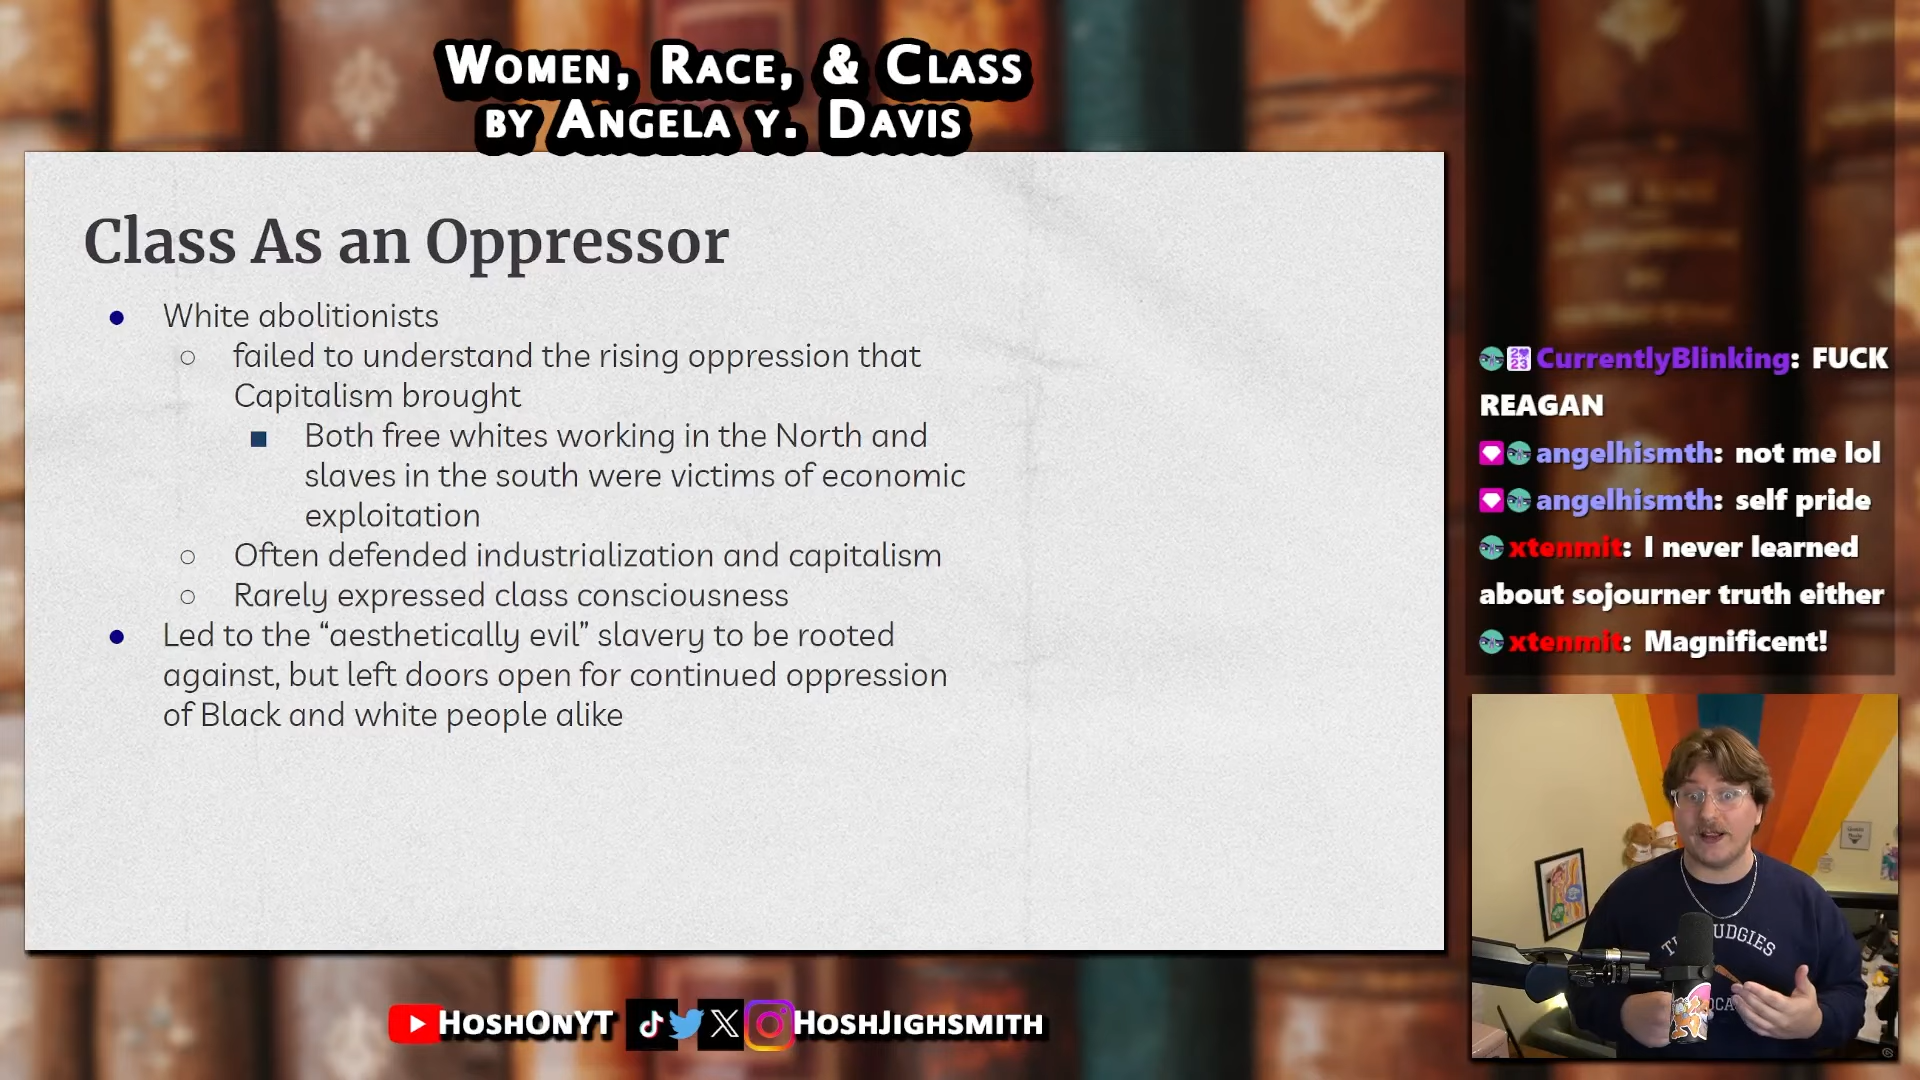 WOMEN, RACE, & CLASS
BY ANGELA Y. DAVIS
Class As an Oppressor
● White abolitionists
○ failed to understand the rising oppression that
Capitalism brought
■ Both free whites working in the North and
slaves in the south were victims of economic
exploitation
○ Often defended industrialization and capitalism
○ Rarely expressed class consciousness
● Led to the “aesthetically evil” slavery to be rooted
against, but left doors open for continued oppression
of Black and white people alike
CurrentlyBlinking: FUCK
REAGAN
angelhismth: not me lol
angelhismth: self pride
xtenmit: I never learned
about sojourner truth either
xtenmit: Magnificent!
HOSHONYT
HOSHJIGHSMITH